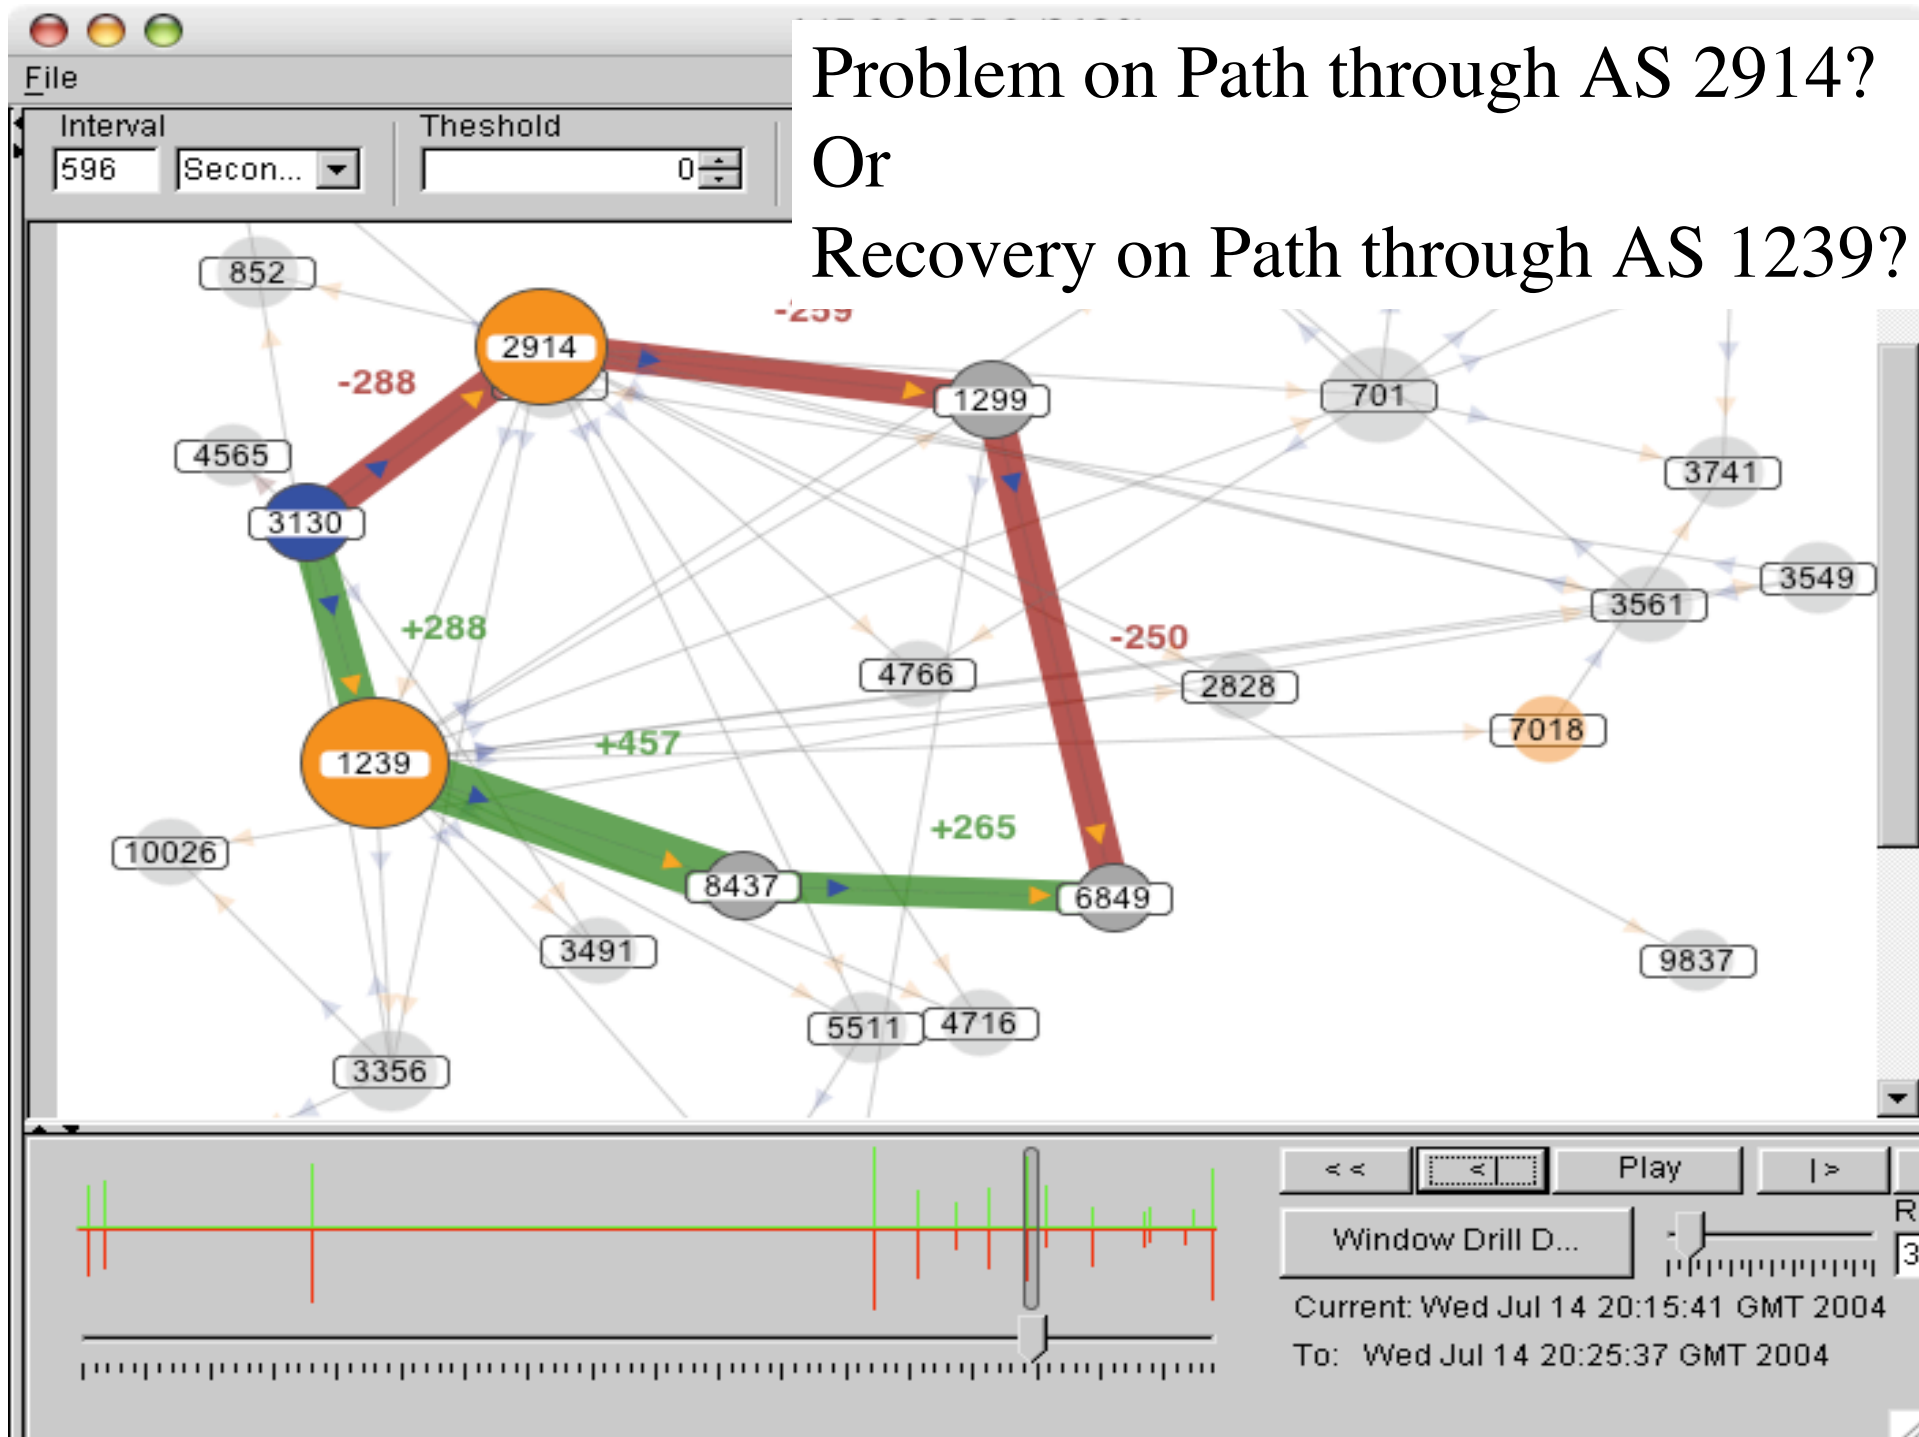 Problem on Path through AS 2914?
Or
Recovery on Path through AS 1239?
File
Interval
Theshold
596
Secon...
0
852
2914
-259
-288
1299
701
4565
3741
3130
3549
3561
+288
-250
4766
2828
7018
+457
1239
+265
10026
8437
6849
3491
9837
5511
4716
3356
<<
<|
Play
|>
R
Window Drill D...
3
Current: Wed Jul 14 20:15:41 GMT 2004
To: Wed Jul 14 20:25:37 GMT 2004